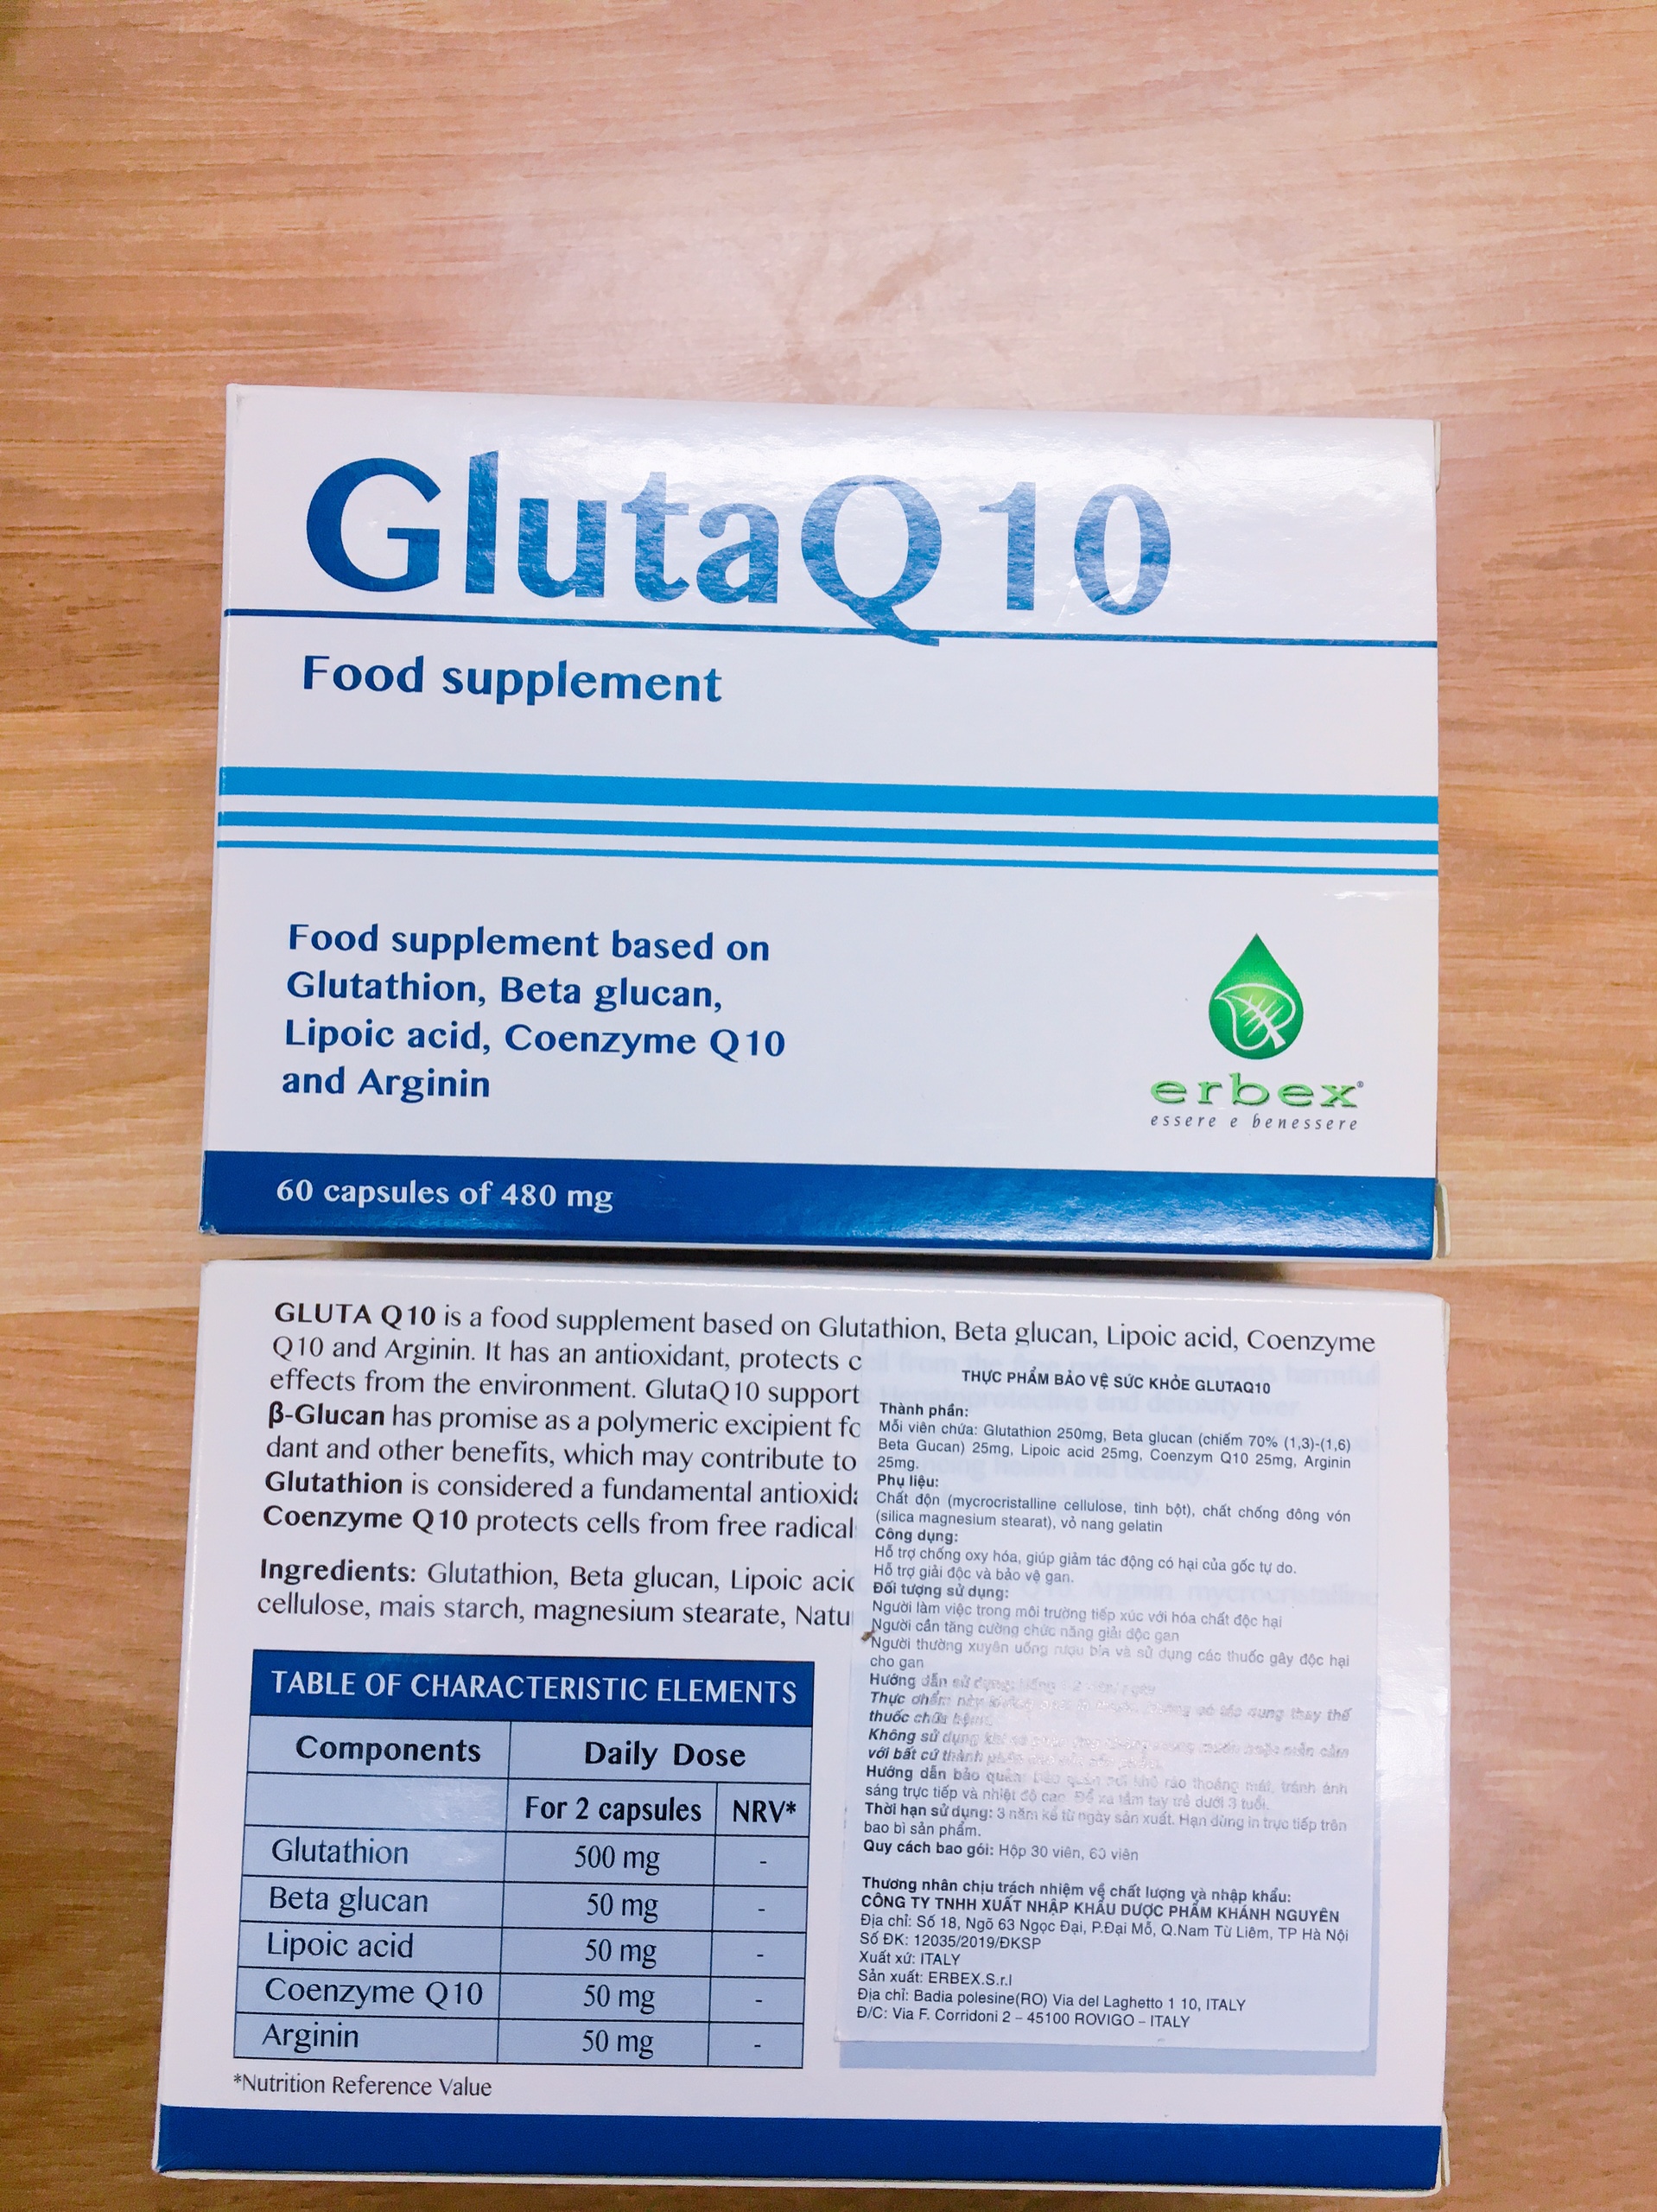 GlutaQ10
Food supplement
Food supplement based on
Glutathion, Beta glucan,
Lipoic acid, Coenzyme Q10
and Arginin
erbex®
essere e benessere
60 capsules of 480 mg
GLUTA Q10 is a food supplement based on Glutathion, Beta glucan, Lipoic acid, Coenzyme
Q10 and Arginin. It has an antioxidant, protects c
effects from the environment. GlutaQ10 support
β-Glucan has promise as a polymeric excipient fo
dant and other benefits, which may contribute to
Glutathion is considered a fundamental antioxida
Coenzyme Q10 protects cells from free radical
Ingredients: Glutathion, Beta glucan, Lipoic acid
cellulose, mais starch, magnesium stearate, Natu
TABLE OF CHARACTERISTIC ELEMENTS
Components Daily Dose
For 2 capsules NRV*
Glutathion 500 mg -
Beta glucan 50 mg -
Lipoic acid 50 mg -
Coenzyme Q10 50 mg -
Arginin 50 mg -
*Nutrition Reference Value
THỰC PHẨM BẢO VỆ SỨC KHỎE GLUTAQ10
Thành phần:
Mỗi viên chứa: Glutathion 250mg, Beta glucan (chiếm 70% (1,3)-(1,6)
Beta Gucan) 25mg, Lipoic acid 25mg, Coenzym Q10 25mg, Arginin
25mg.
Phụ liệu:
Chất độn (mycrocristalline cellulose, tinh bột), chất chống đông vón
(silica magnesium stearat), vỏ nang gelatin
Công dụng:
Hỗ trợ chống oxy hóa, giúp giảm tác động có hại của gốc tự do.
Hỗ trợ giải độc và bảo vệ gan.
Đối tượng sử dụng:
Người làm việc trong môi trường tiếp xúc với hóa chất độc hại
Người cần tăng cường chức năng giải độc gan
Người thường xuyên uống rượu bia và sử dụng các thuốc gây độc hại
cho gan
Hướng dẫn sử dụng:
Thực phẩm này thay thế
thuốc chữa bệnh.
Không sử dụng mẫn cảm
với bất cứ thành phần
Hướng dẫn bảo quản: bảo quản nơi khô ráo thoáng mát, tránh ánh
sáng trực tiếp và nhiệt độ cao. Để xa tầm tay trẻ dưới 3 tuổi.
Thời hạn sử dụng: 3 năm kể từ ngày sản xuất. Hạn dùng in trực tiếp trên
bao bì sản phẩm.
Quy cách bao gói: Hộp 30 viên, 60 viên
Thương nhân chịu trách nhiệm về chất lượng và nhập khẩu:
CÔNG TY TNHH XUẤT NHẬP KHẨU DƯỢC PHẨM KHÁNH NGUYÊN
Địa chỉ: Số 18, Ngõ 63 Ngọc Đại, P.Đại Mỗ, Q.Nam Từ Liêm, TP Hà Nội
Số ĐK: 12035/2019/ĐKSP
Xuất xứ: ITALY
Sản xuất: ERBEX.S.r.l
Địa chỉ: Badia polesine(RO) Via del Laghetto 1 10, ITALY
Đ/C: Via F. Corridoni 2 – 45100 ROVIGO – ITALY